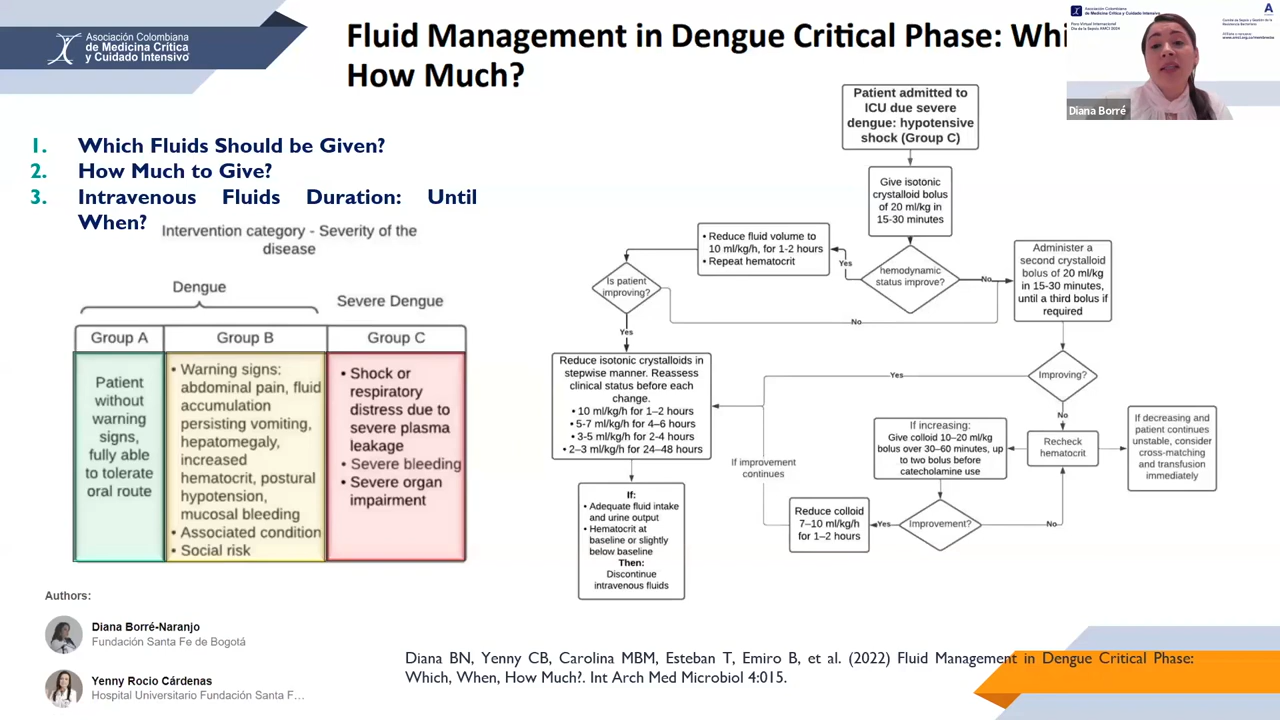 Asociación Colombiana
de Medicina Crítica
y Cuidado Intensivo
Fluid Management in Dengue Critical Phase: Whi
How Much?
Asociación Colombiana
de Medicina Crítica y Cuidado Intensivo
Diana Borré
1. Which Fluids Should be Given?
2. How Much to Give?
3. Intravenous Fluids Duration: Until
When?
Intervention category - Severity of the
disease
Dengue
Severe Dengue
Group A
Group B
Group C
Patient
without
warning
signs,
fully able
to tolerate
oral route
• Warning signs:
abdominal pain, fluid
accumulation
persisting vomiting,
hepatomegaly,
increased
hematocrit, postural
hypotension,
mucosal bleeding
• Associated condition
• Social risk
• Shock or
respiratory
distress due to
severe plasma
leakage
• Severe bleeding
• Severe organ
impairment
Patient admitted to
ICU due severe
dengue: hypotensive
shock (Group C)
Give isotonic
crystalloid bolus
of 20 ml/kg in
15-30 minutes
• Reduce fluid volume to
10 ml/kg/h, for 1-2 hours
• Repeat hematocrit
Yes
hemodynamic
status improve?
No
Administer a
second crystalloid
bolus of 20 ml/kg
in 15-30 minutes,
until a third bolus if
required
Is patient
improving?
No
Yes
Reduce isotonic crystalloids in
stepwise manner. Reassess
clinical status before each
change.
• 10 ml/kg/h for 1–2 hours
• 5-7 ml/kg/h for 4–6 hours
• 3-5 ml/kg/h for 2-4 hours
• 2–3 ml/kg/h for 24–48 hours
Yes
Improving?
No
If increasing:
Give colloid 10–20 ml/kg
bolus over 30–60 minutes, up
to two bolus before
catecholamine use
Recheck
hematocrit
If decreasing and
patient continues
unstable, consider
cross-matching
and transfusion
immediately
If improvement
continues
Reduce colloid
7–10 ml/kg/h
for 1–2 hours
Yes
Improvement?
No
If:
• Adequate fluid intake
and urine output
• Hematocrit at
baseline or slightly
below baseline
Then:
Discontinue
intravenous fluids
Authors:
Diana Borré-Naranjo
Fundación Santa Fe de Bogotá
Yenny Rocio Cárdenas
Hospital Universitario Fundación Santa F…
Diana BN, Yenny CB, Carolina MBM, Esteban T, Emiro B, et al. (2022) Fluid Management in Dengue Critical Phase:
Which, When, How Much?. Int Arch Med Microbiol 4:015.